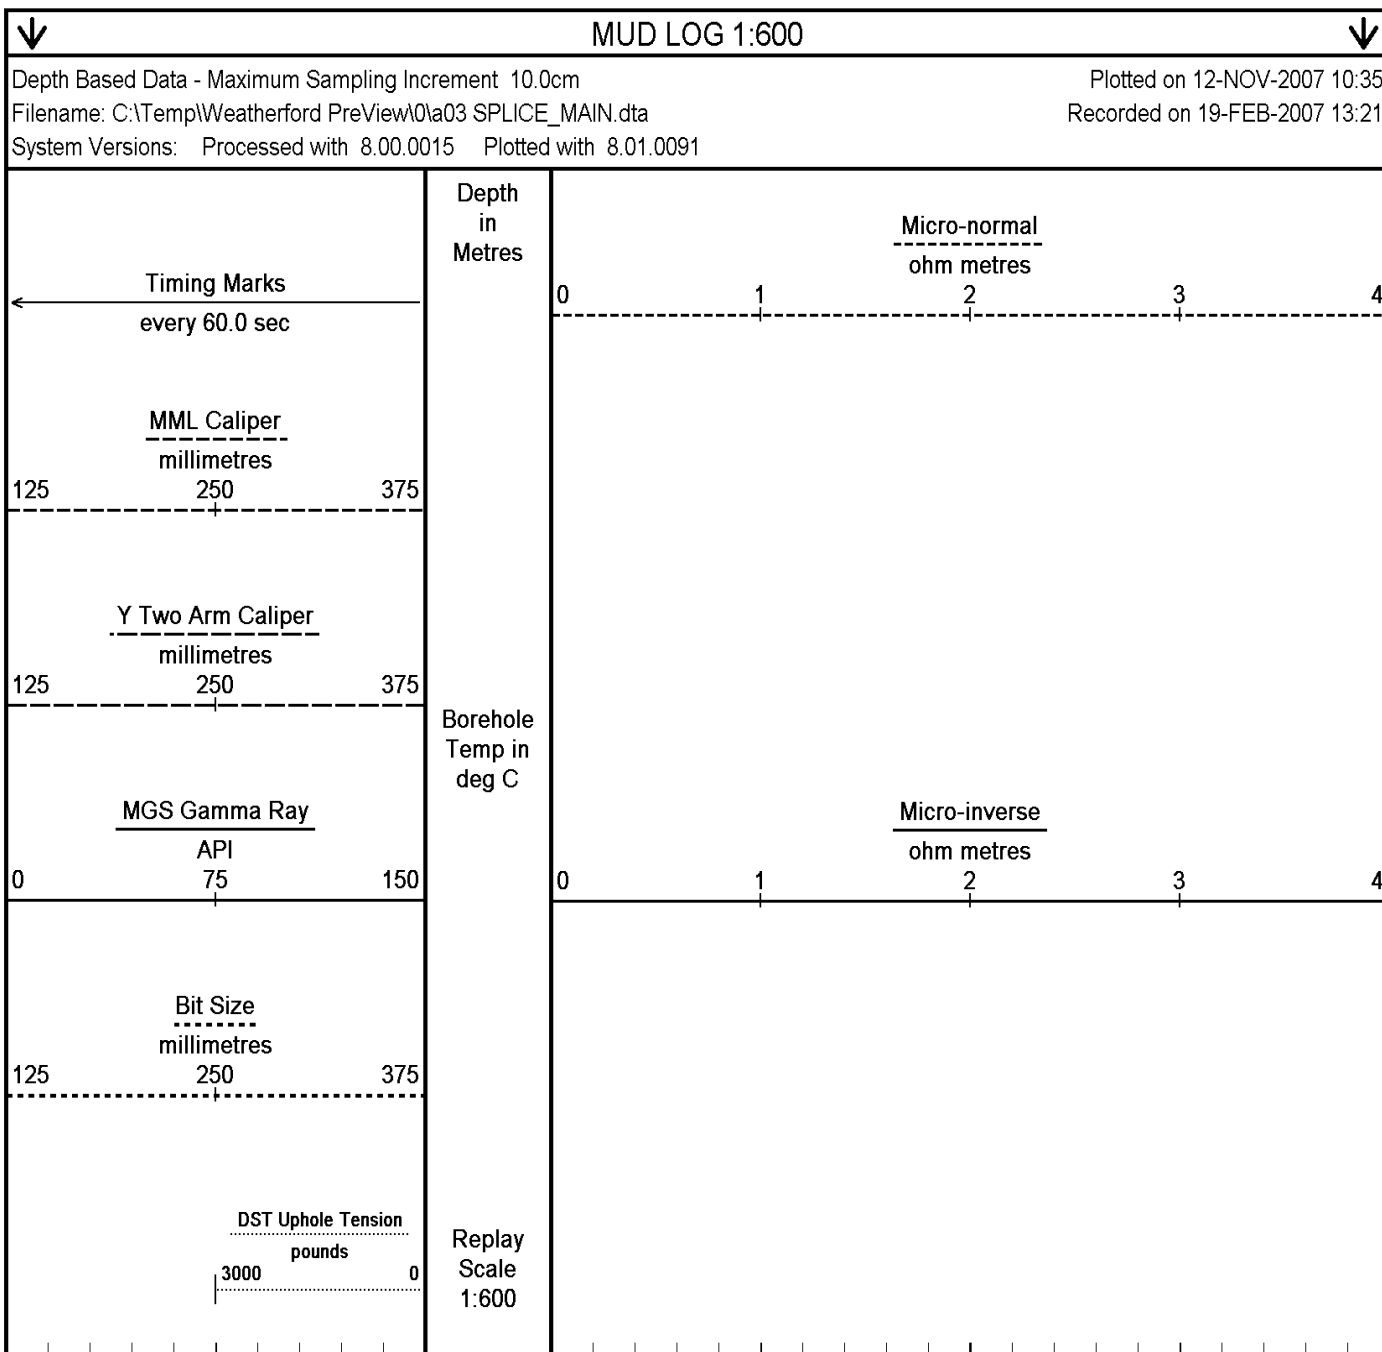 MUD LOG 1:600
Depth Based Data - Maximum Sampling Increment 10.0cm
Plotted on 12-NOV-2007 10:35
Filename: C:\Temp\Weatherford PreView\0\a03 SPLICE_MAIN.dta
Recorded on 19-FEB-2007 13:21
System Versions: Processed with 8.00.0015 Plotted with 8.01.0091
Timing Marks
every 60.0 sec
MML Caliper
millimetres
125 250 375
Y Two Arm Caliper
millimetres
125 250 375
MGS Gamma Ray
API
0 75 150
Bit Size
millimetres
125 250 375
DST Uphole Tension
pounds
3000 0
Depth
in
Metres
Borehole
Temp in
deg C
Replay
Scale
1:600
Micro-normal
ohm metres
0 1 2 3 4
Micro-inverse
ohm metres
0 1 2 3 4